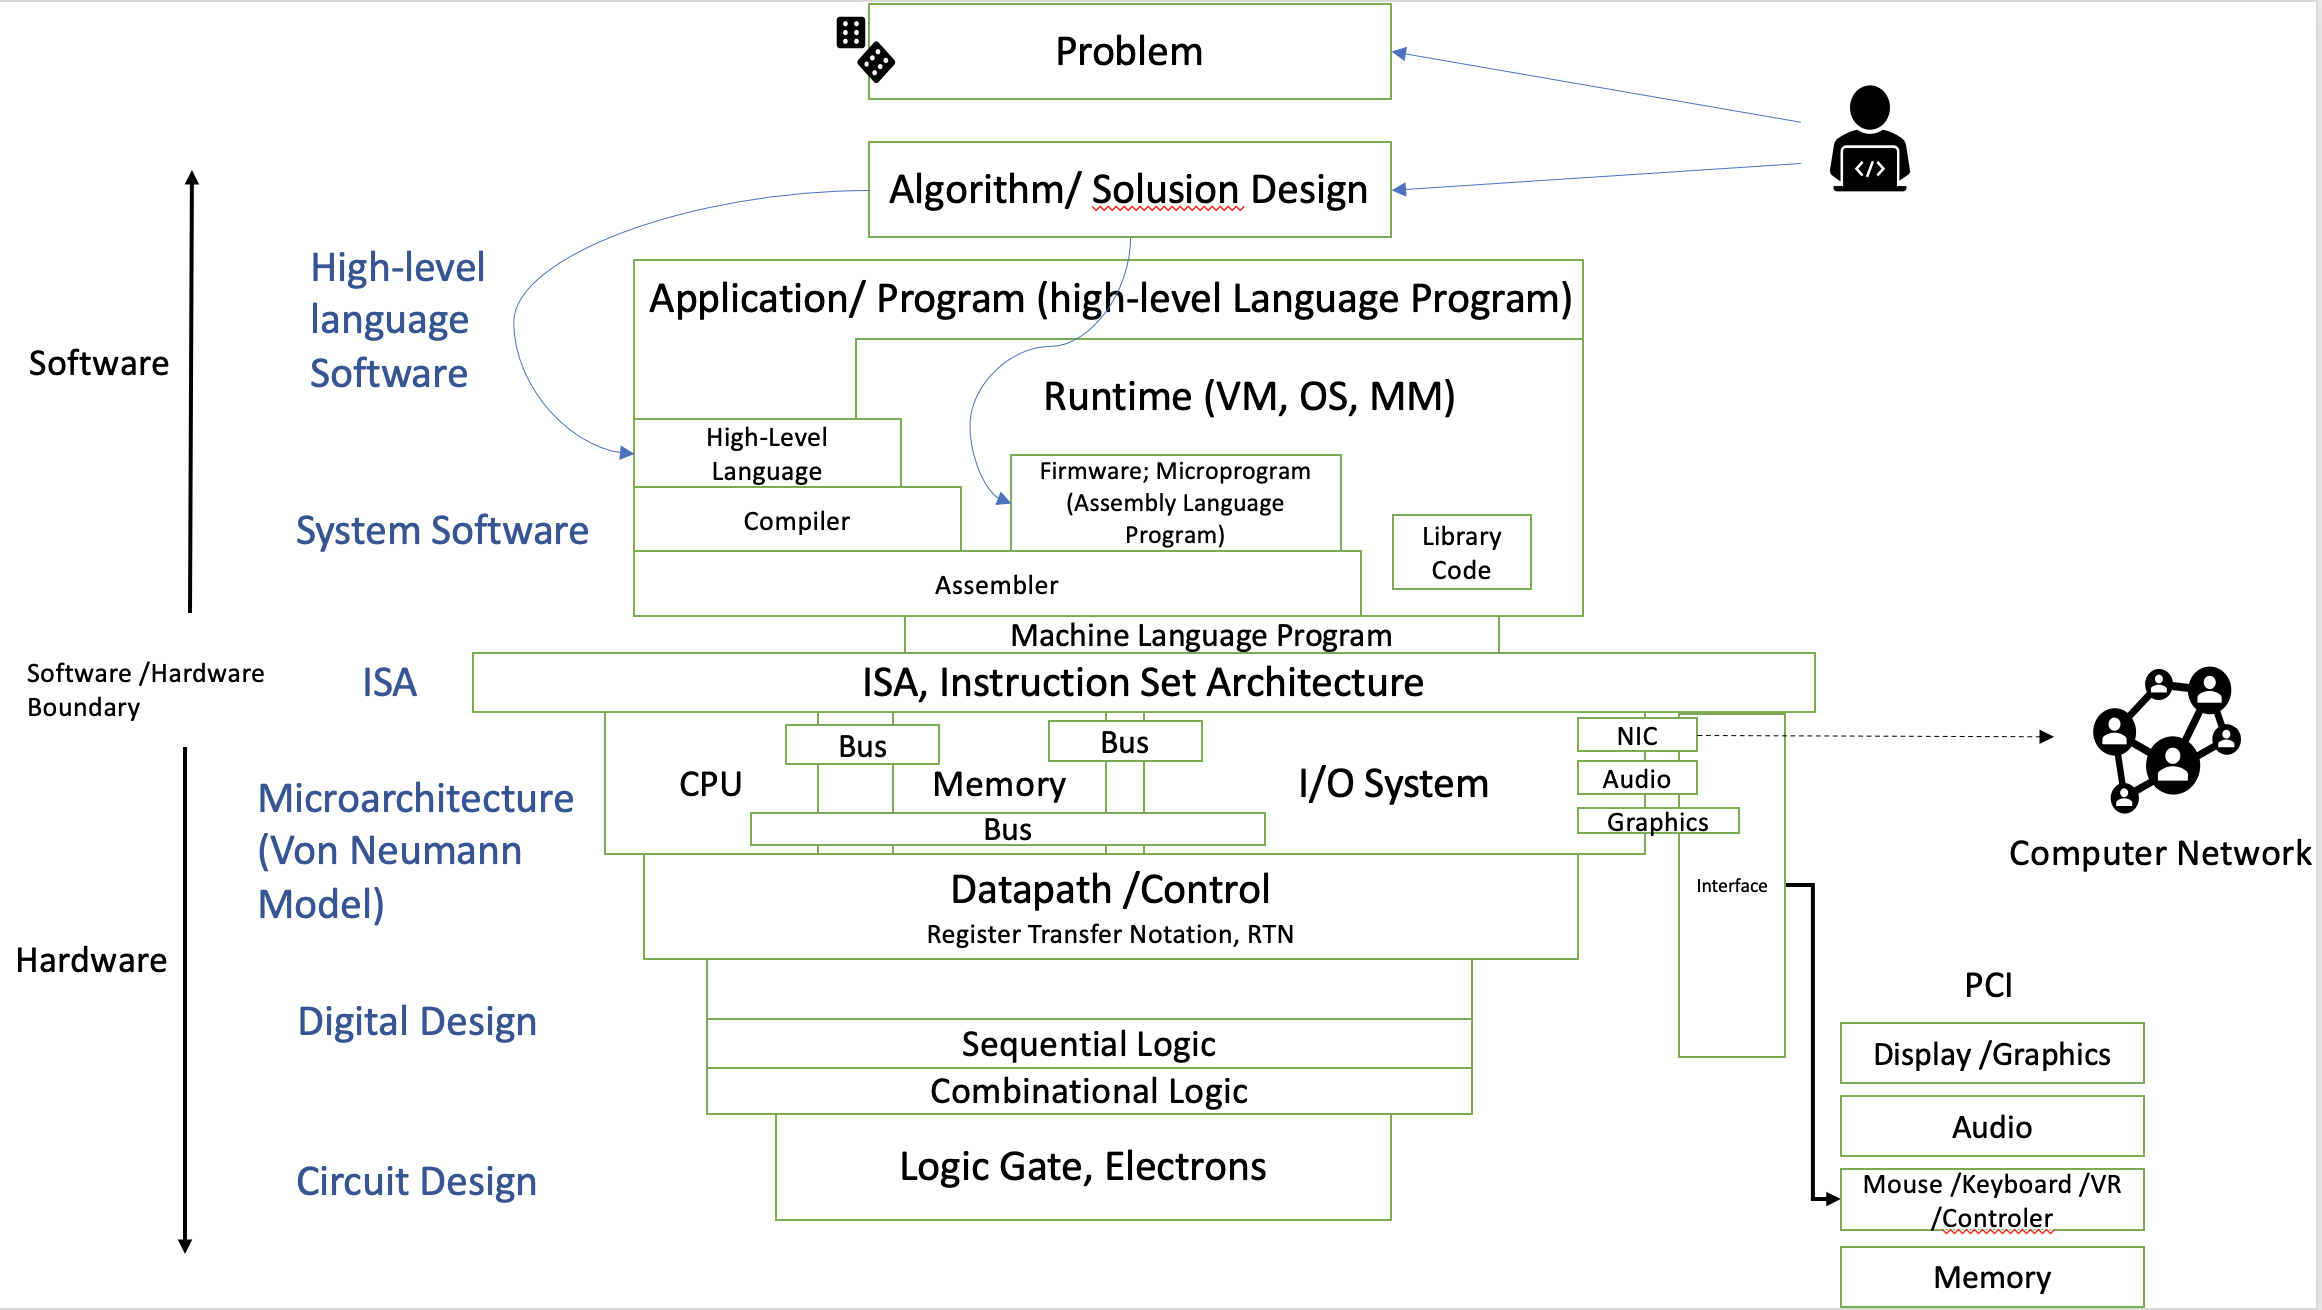 Problem
</>
Algorithm/ Solusion Design
High-level
language
Software
Application/ Program (high-level Language Program)
Software
Runtime (VM, OS, MM)
High-Level
Language
Firmware; Microprogram
(Assembly Language
Program)
System Software
Compiler
Library
Code
Assembler
Machine Language Program
Software /Hardware
Boundary
ISA
ISA, Instruction Set Architecture
Bus
Bus
NIC
CPU
Memory
I/O System
Audio
Bus
Graphics
Microarchitecture
(Von Neumann
Model)
Computer Network
Datapath /Control
Register Transfer Notation, RTN
Interface
Hardware
PCI
Digital Design
Sequential Logic
Display /Graphics
Combinational Logic
Audio
Circuit Design
Logic Gate, Electrons
Mouse /Keyboard /VR
/Controler
Memory